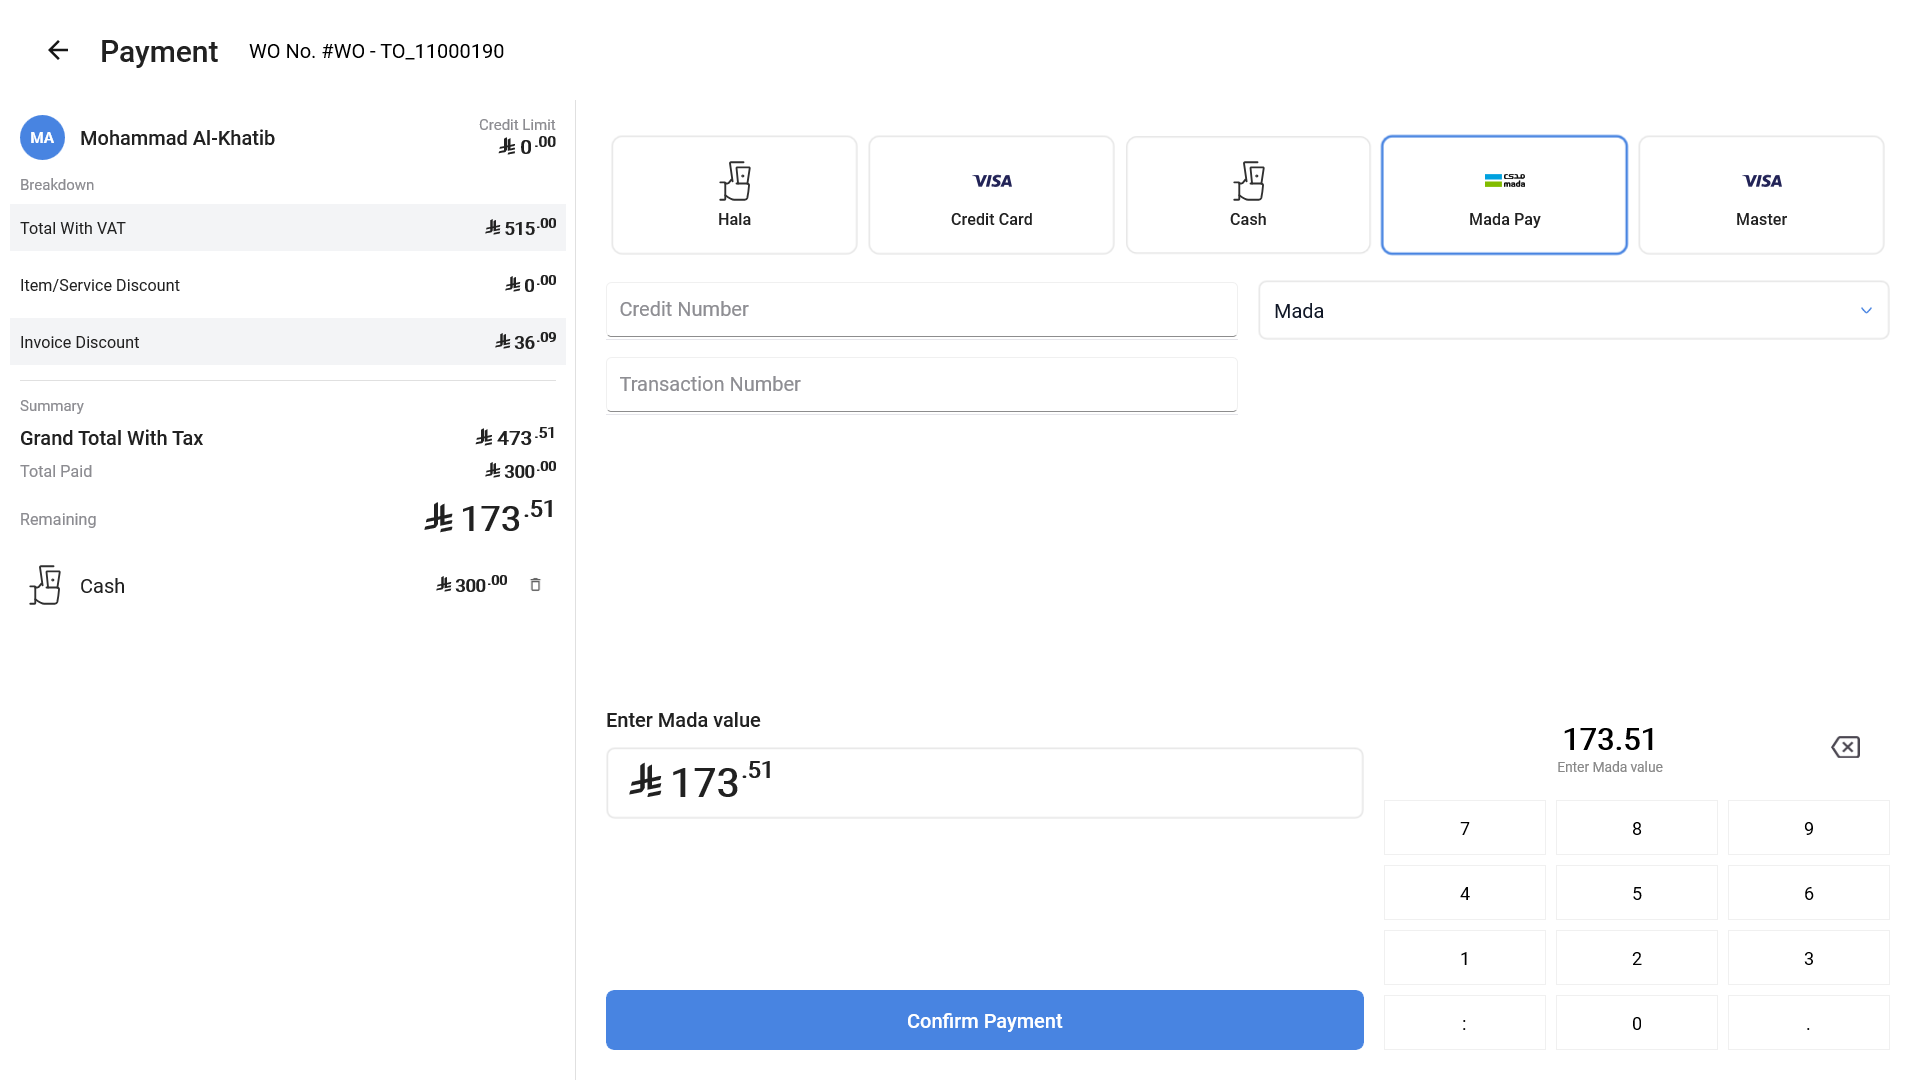 Payment WO No. #WO - TO_11000190
MA Mohammad Al-Khatib
Credit Limit
0.00
Breakdown
Total With VAT 515.00
Item/Service Discount 0.00
Invoice Discount 36.09
Summary
Grand Total With Tax 473.51
Total Paid 300.00
Remaining 173.51
Cash 300.00
Hala
VISA
Credit Card
Cash
مدى
mada
Mada Pay
VISA
Master
Credit Number
Mada
Transaction Number
Enter Mada value
173.51
173.51
Enter Mada value
7 8 9
4 5 6
1 2 3
: 0 .
Confirm Payment